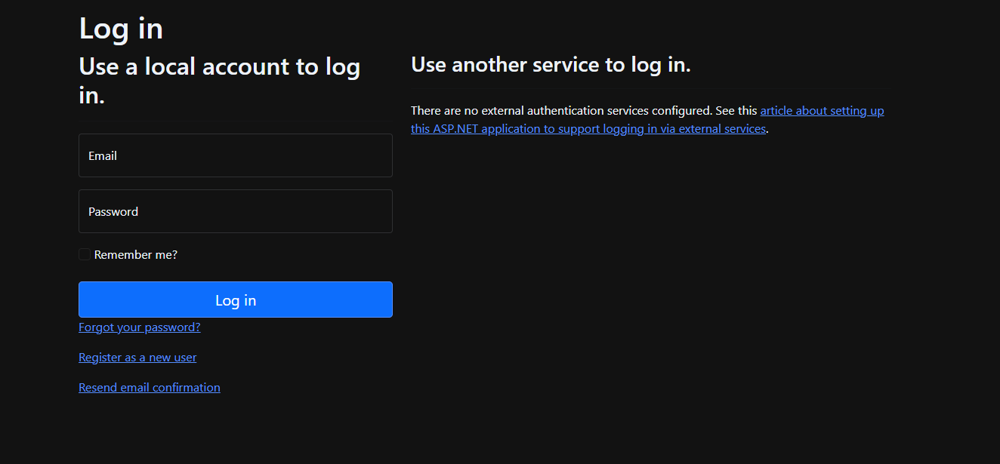 Log in
Use a local account to log
in.
Email
Password
Remember me?
Log in
Forgot your password?
Register as a new user
Resend email confirmation
Use another service to log in.
There are no external authentication services configured. See this article about setting up
this ASP.NET application to support logging in via external services.